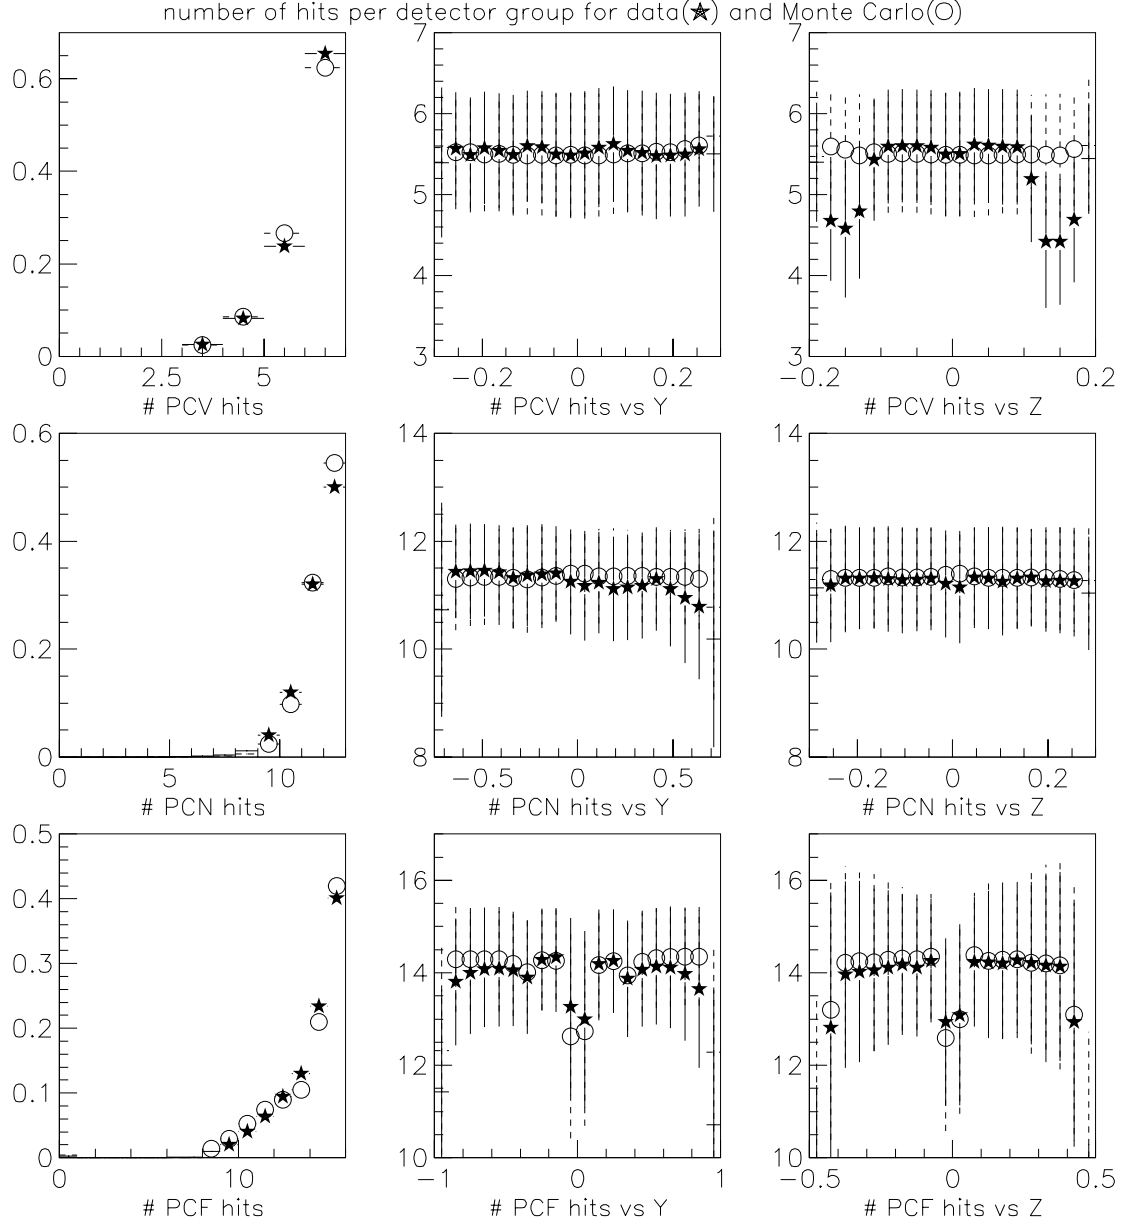 number of hits per detector group for data(★) and Monte Carlo(○)
0.6
0.4
0.2
0
0 2.5 5
# PCV hits
7
6
5
4
3
−0.2 0 0.2
# PCV hits vs Y
7
6
5
4
3
−0.2 0 0.2
# PCV hits vs Z
0.6
0.4
0.2
0
0 5 10
# PCN hits
14
12
10
8
−0.5 0 0.5
# PCN hits vs Y
14
12
10
8
−0.2 0 0.2
# PCN hits vs Z
0.5
0.4
0.3
0.2
0.1
0
0 10
# PCF hits
16
14
12
10
−1 0 1
# PCF hits vs Y
16
14
12
10
−0.5 0 0.5
# PCF hits vs Z